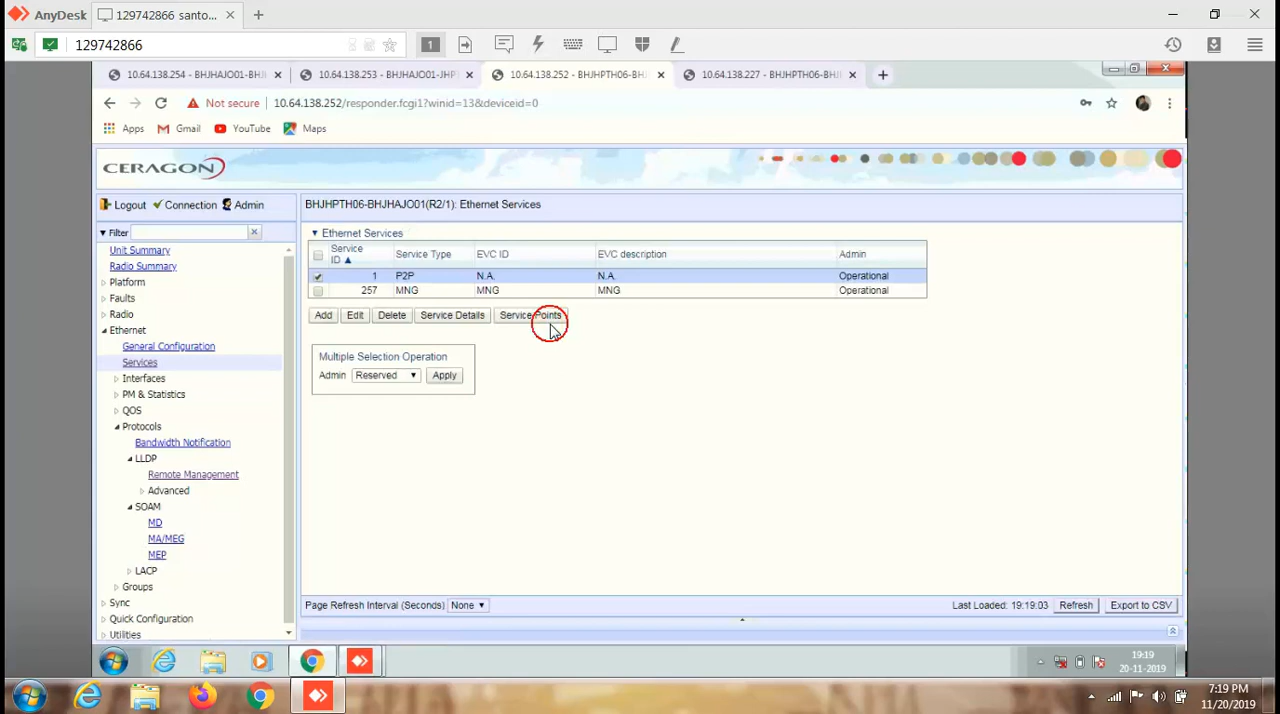 AnyDesk 129742866 santo...
129742866 1
10.64.138.254 - BHJHAJO01-BHJH 10.64.138.253 - BHJHAJO01-JHF 10.64.138.252 - BHJHPTH06-BHJ 10.64.138.227 - BHJHPTH06-BHJ
Not secure 10.64.138.252/responder.fcgi1?winid=13&deviceid=0
Apps Gmail YouTube Maps
CERAGON
Logout Connection Admin
BHJHPTH06-BHJHAJO01(R2/1): Ethernet Services
Filter
Ethernet Services
Service ID Service Type EVC ID EVC description Admin
1 P2P N.A. N.A. Operational
257 MNG MNG MNG Operational
Add Edit Delete Service Details Service Points
Multiple Selection Operation
Admin Reserved Apply
Unit Summary
Radio Summary
Platform
Faults
Radio
Ethernet
General Configuration
Services
Interfaces
PM & Statistics
QOS
Protocols
Bandwidth Notification
LLDP
Remote Management
Advanced
SOAM
MD
MA/MEG
MEP
LACP
Groups
Sync
Quick Configuration
Utilities
Page Refresh Interval (Seconds) None Last Loaded: 19:19:03 Refresh Export to CSV
19:19
20-11-2019
7:19 PM
11/20/2019